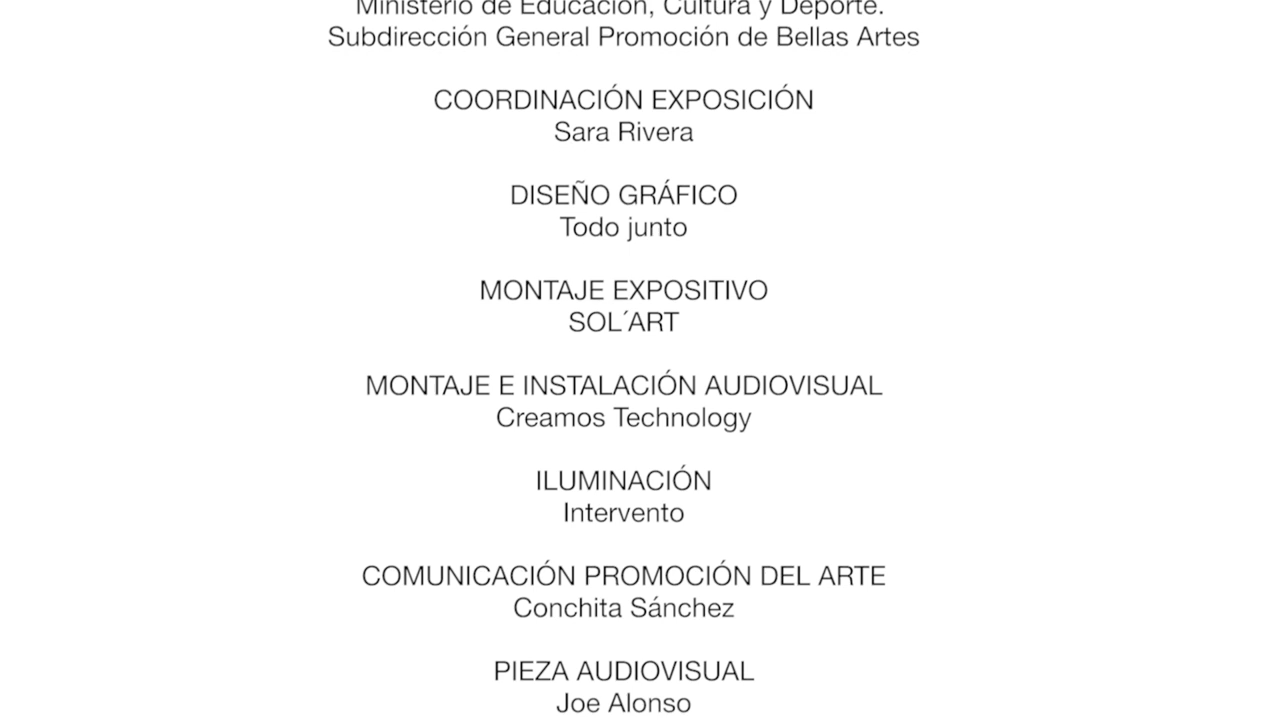 Ministerio de Educación, Cultura y Deporte.
Subdirección General Promoción de Bellas Artes
COORDINACIÓN EXPOSICIÓN
Sara Rivera
DISEÑO GRÁFICO
Todo junto
MONTAJE EXPOSITIVO
SOL´ART
MONTAJE E INSTALACIÓN AUDIOVISUAL
Creamos Technology
ILUMINACIÓN
Intervento
COMUNICACIÓN PROMOCIÓN DEL ARTE
Conchita Sánchez
PIEZA AUDIOVISUAL
Joe Alonso